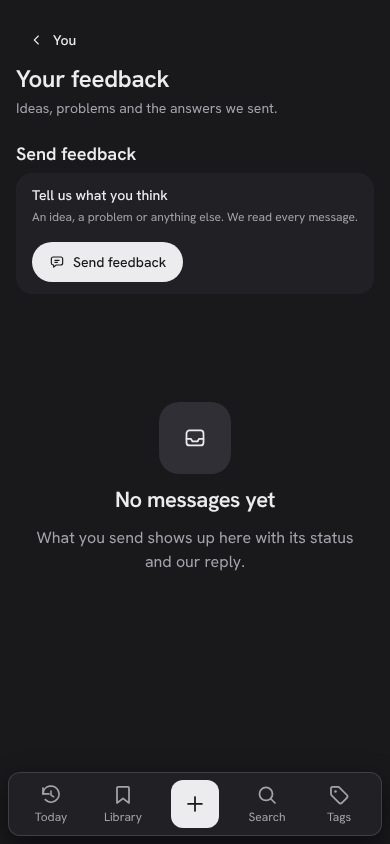 You
Your feedback
Ideas, problems and the answers we sent.
Send feedback
Tell us what you think
An idea, a problem or anything else. We read every message.
Send feedback
No messages yet
What you send shows up here with its status
and our reply.
Today
Library
Search
Tags